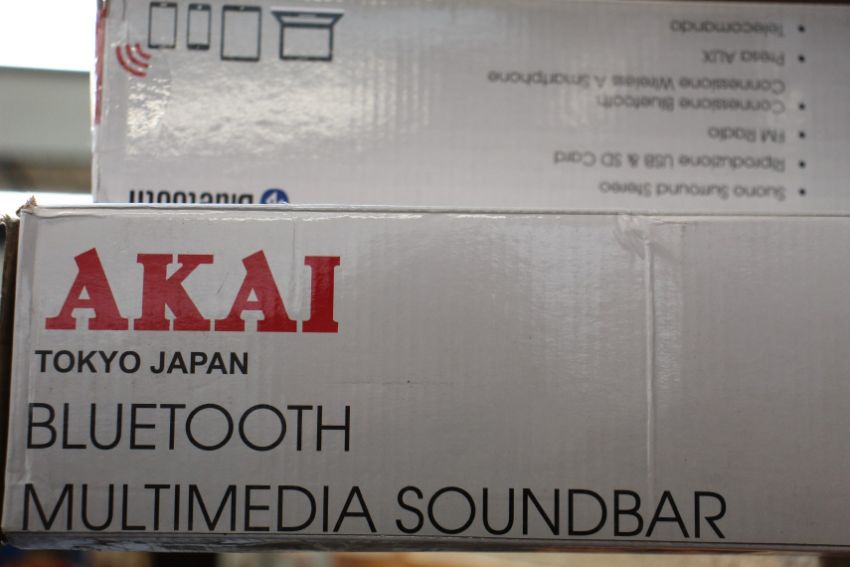 Telecomando
Presa AUX
Connessione Wireless A Smartphone
Connessione Bluetooth
FM Radio
Riproduzione USB & SD Card
Suono Surround Stereo
Bluetooth
AKAI
TOKYO JAPAN
BLUETOOTH
MULTIMEDIA SOUNDBAR